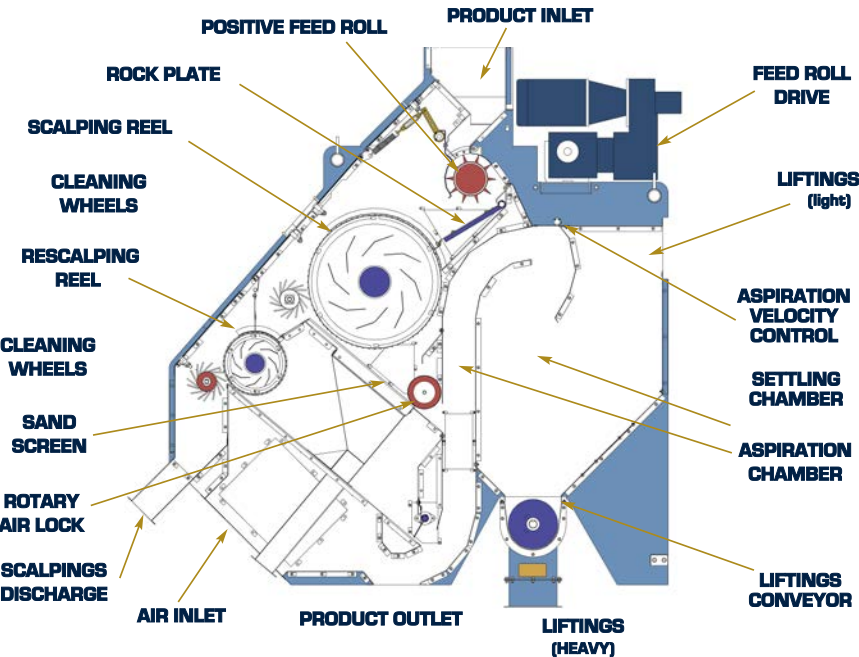 PRODUCT INLET
POSITIVE FEED ROLL
ROCK PLATE
FEED ROLL
DRIVE
SCALPING REEL
CLEANING
WHEELS
LIFTINGS
(light)
RESCALPING
REEL
ASPIRATION
VELOCITY
CONTROL
CLEANING
WHEELS
SETTLING
CHAMBER
SAND
SCREEN
ASPIRATION
CHAMBER
ROTARY
AIR LOCK
SCALPINGS
DISCHARGE
LIFTINGS
CONVEYOR
AIR INLET
PRODUCT OUTLET
LIFTINGS
(HEAVY)